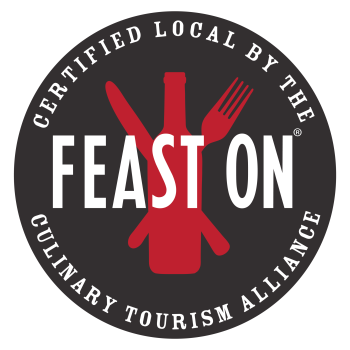 CERTIFIED LOCAL BY THE
FEAST ON®
CULINARY TOURISM ALLIANCE